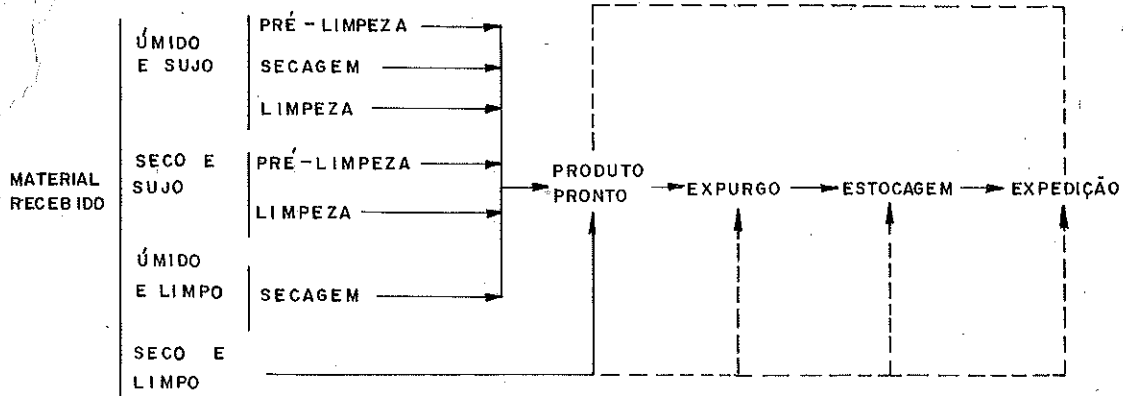 MATERIAL
RECEBIDO
ÚMIDO
E SUJO
PRÉ-LIMPEZA
SECAGEM
LIMPEZA
SECO E
SUJO
PRÉ-LIMPEZA
LIMPEZA
ÚMIDO
E LIMPO
SECAGEM
SECO E
LIMPO
PRODUTO
PRONTO
EXPURGO
ESTOCAGEM
EXPEDIÇÃO